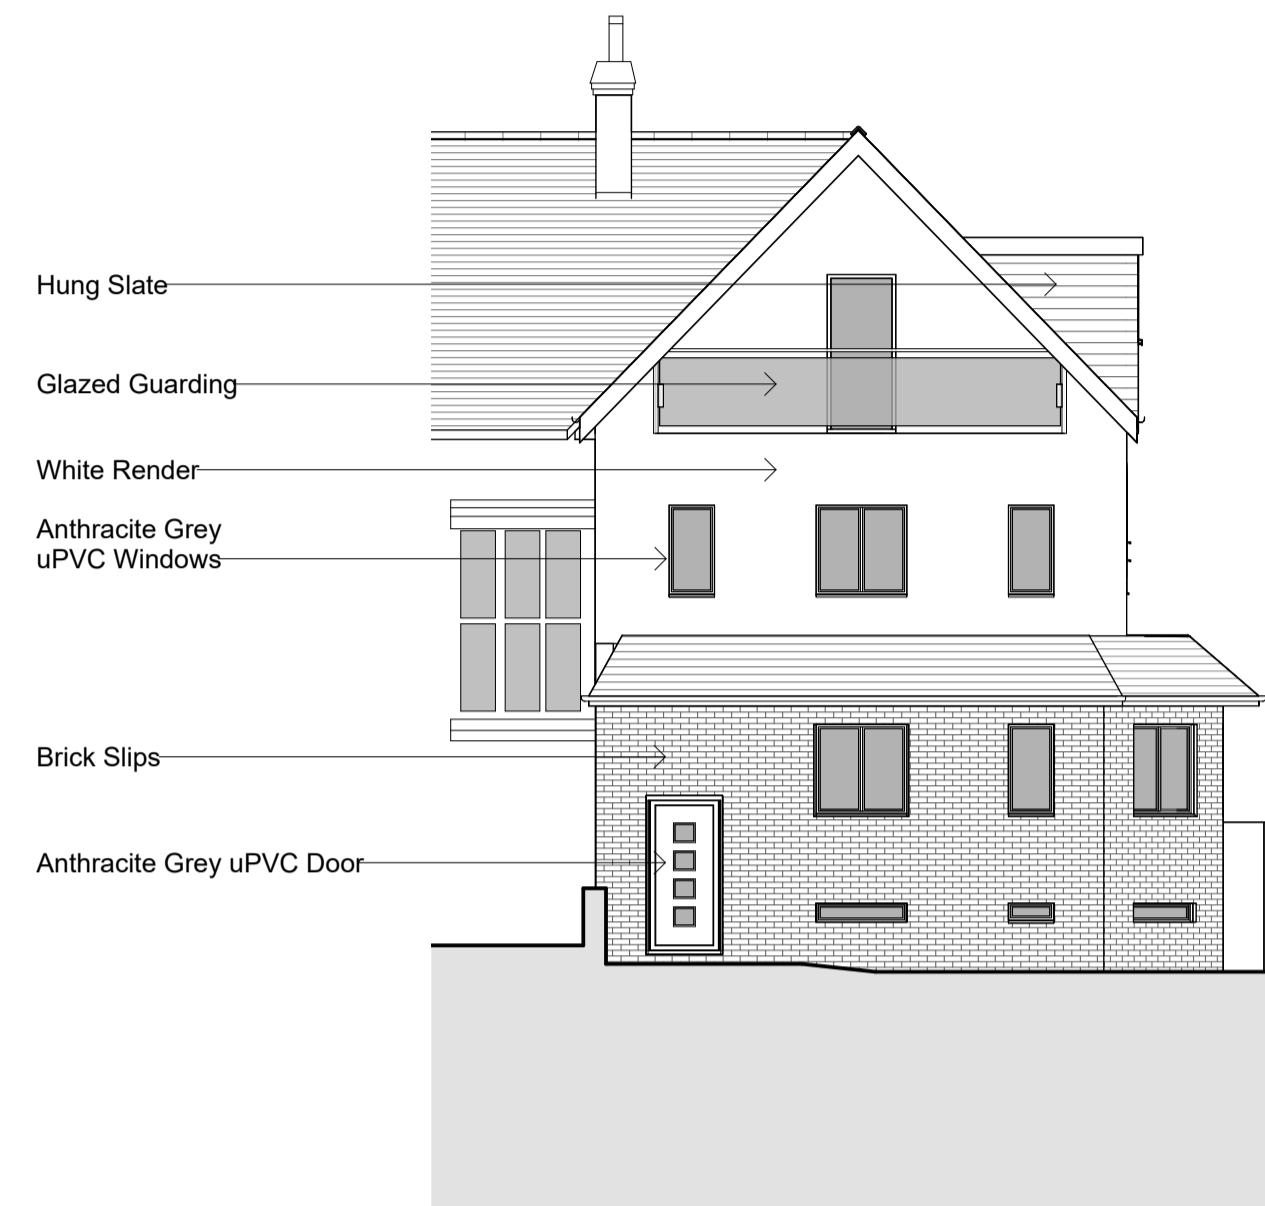 Hung Slate
Glazed Guarding
White Render
Anthracite Grey
uPVC Windows
Brick Slips
Anthracite Grey uPVC Door